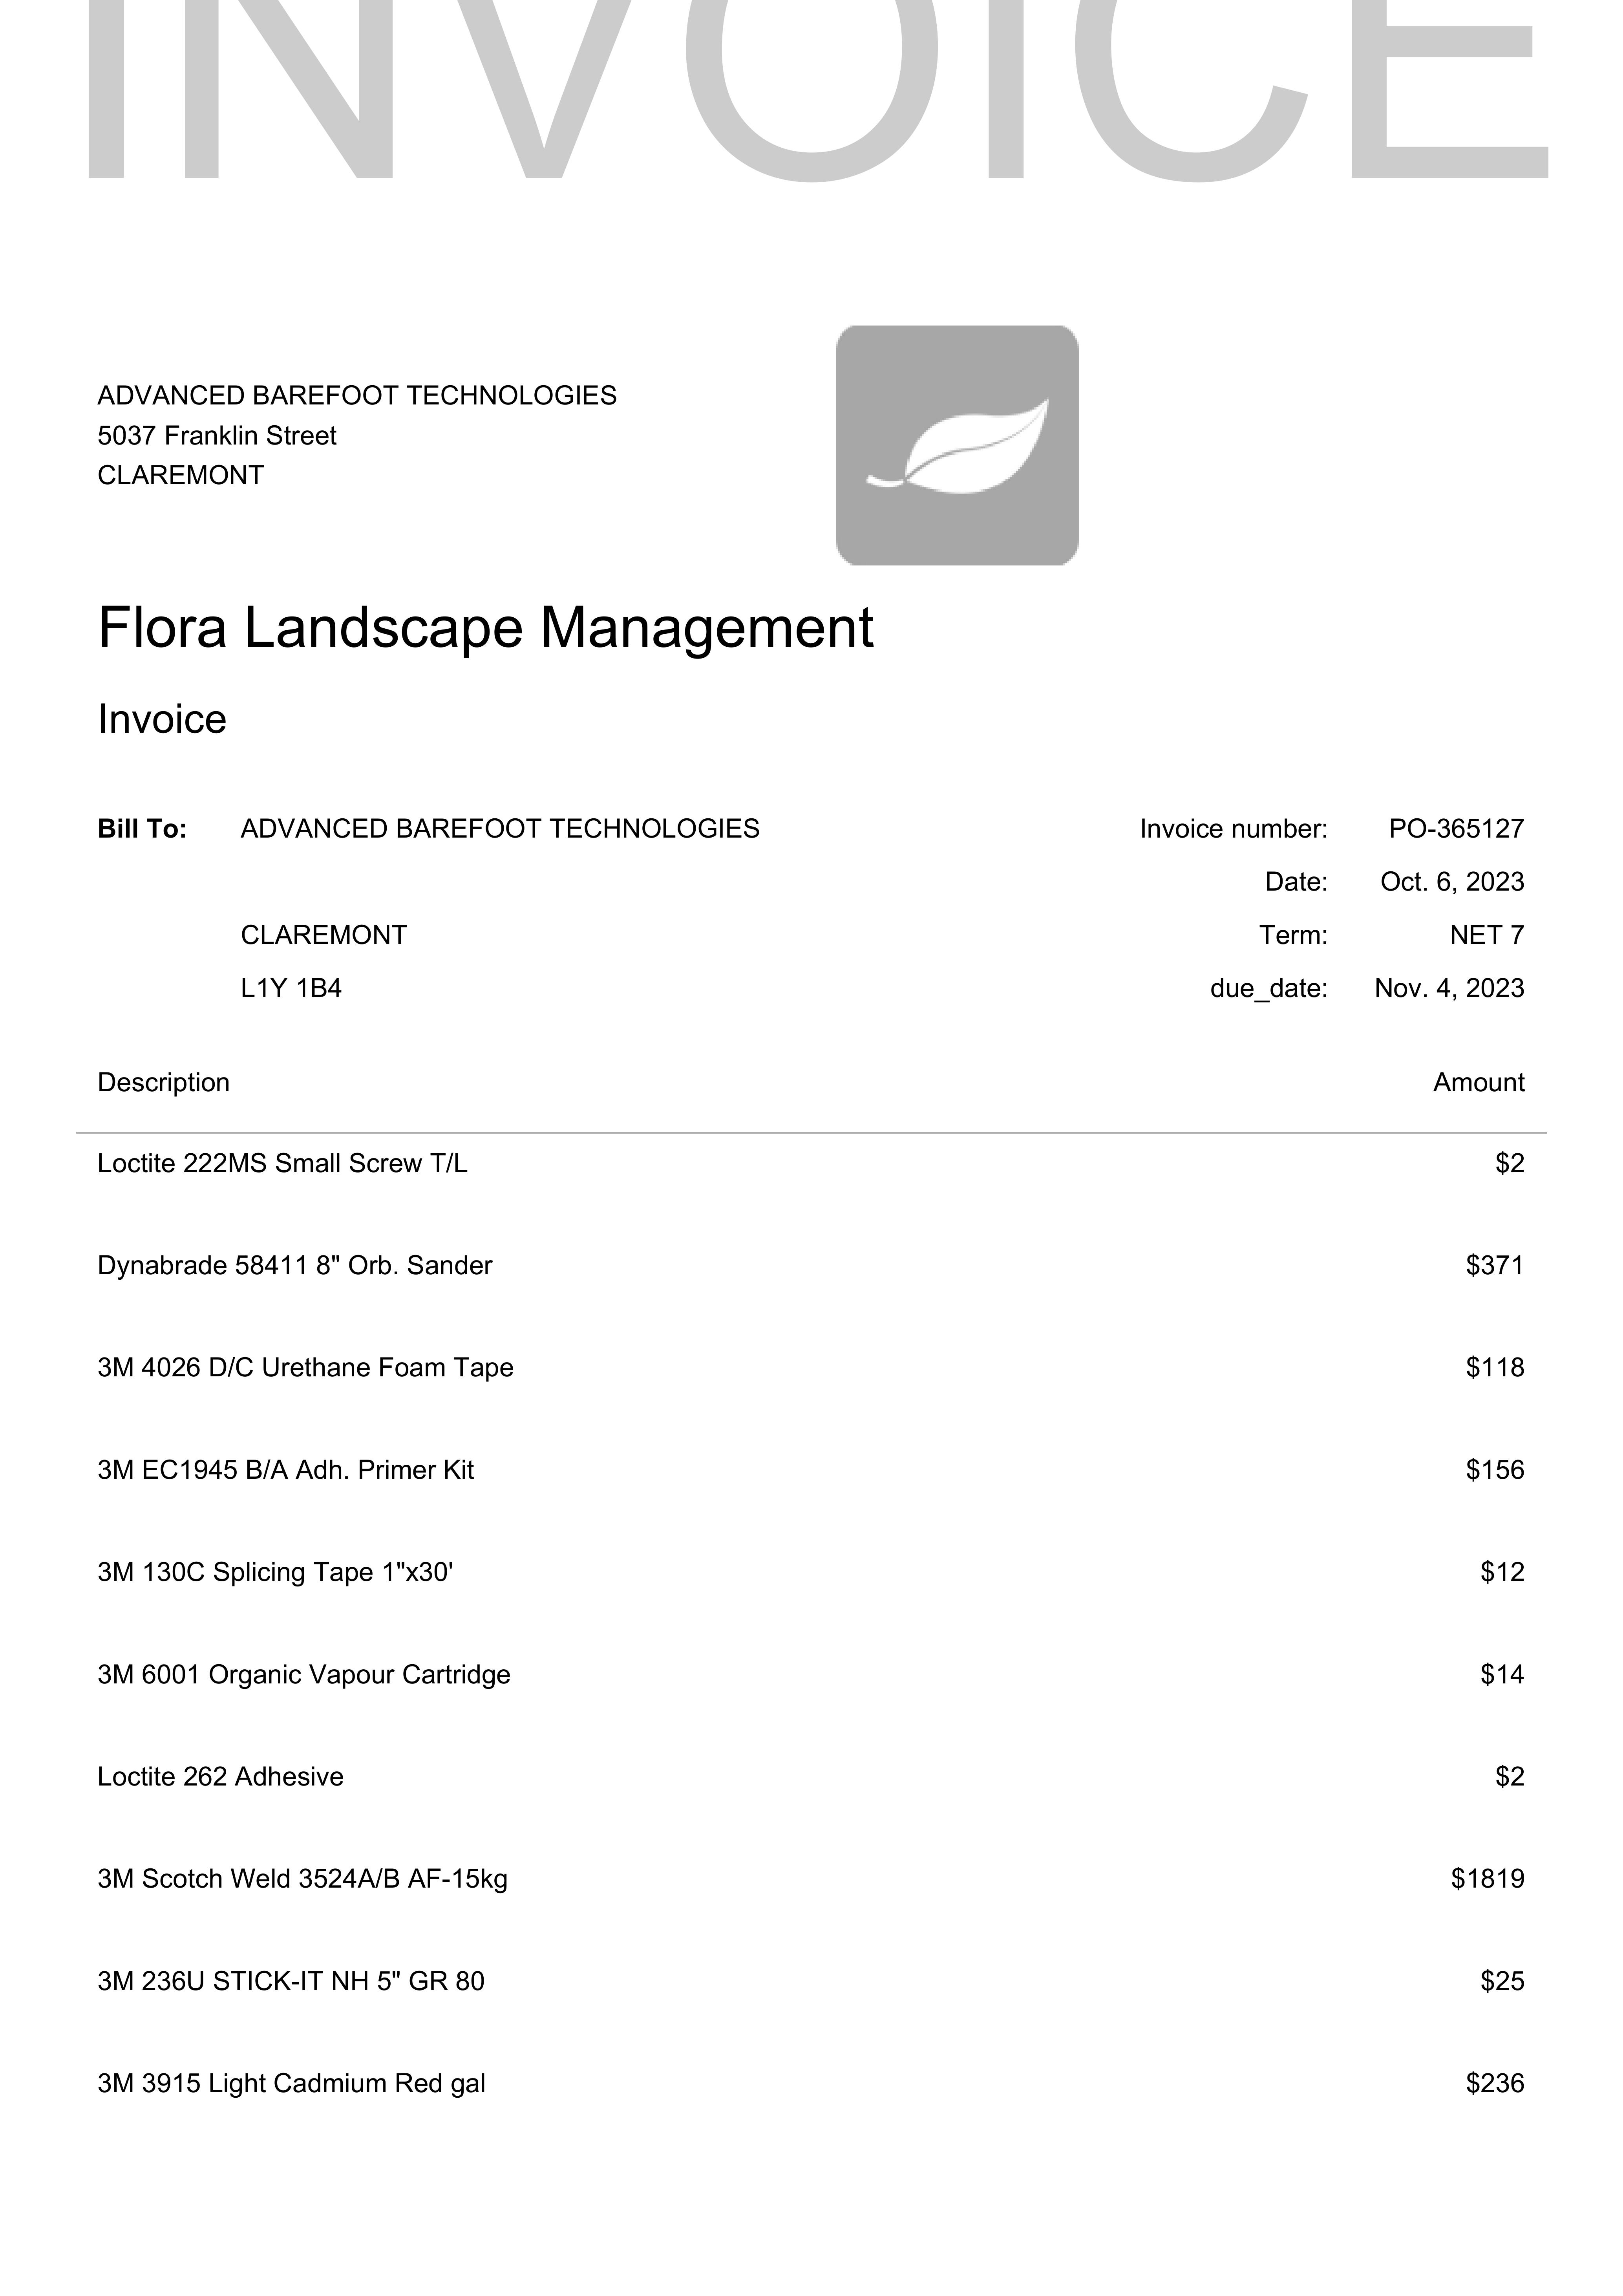 INVOICE
ADVANCED BAREFOOT TECHNOLOGIES
5037 Franklin Street
CLAREMONT
Flora Landscape Management
Invoice
Bill To: ADVANCED BAREFOOT TECHNOLOGIES Invoice number: PO-365127
Date: Oct. 6, 2023
CLAREMONT Term: NET 7
L1Y 1B4 due_date: Nov. 4, 2023
Description Amount
Loctite 222MS Small Screw T/L $2
Dynabrade 58411 8" Orb. Sander $371
3M 4026 D/C Urethane Foam Tape $118
3M EC1945 B/A Adh. Primer Kit $156
3M 130C Splicing Tape 1"x30' $12
3M 6001 Organic Vapour Cartridge $14
Loctite 262 Adhesive $2
3M Scotch Weld 3524A/B AF-15kg $1819
3M 236U STICK-IT NH 5" GR 80 $25
3M 3915 Light Cadmium Red gal $236